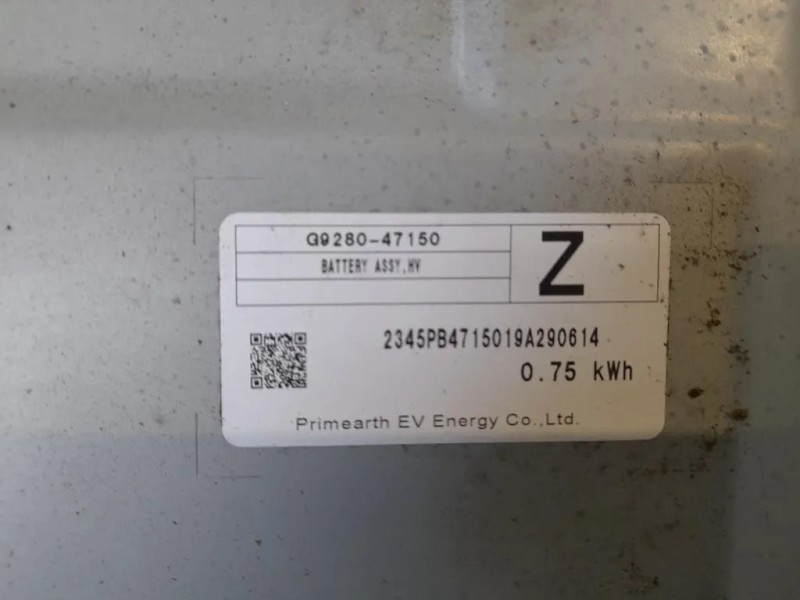 G9280-47150
Z
BATTERY ASSY,HV
2345PB4715019A290614
0.75 kWh
Primearth EV Energy Co.,Ltd.